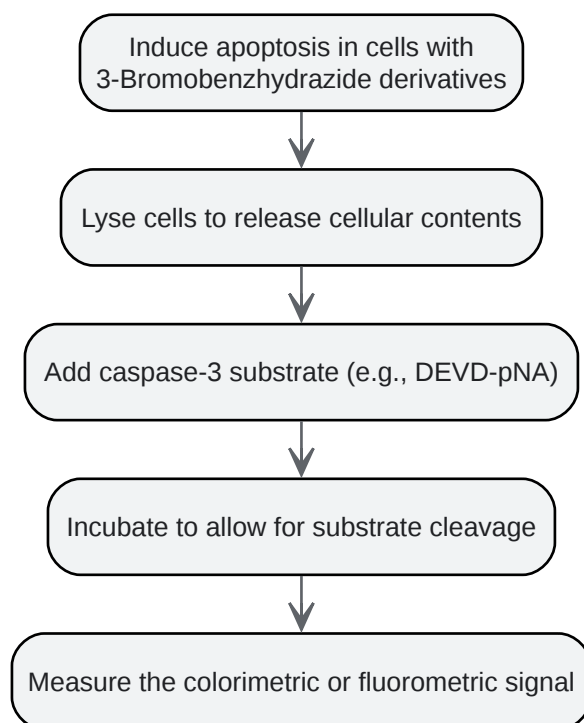 Induce apoptosis in cells with
3-Bromobenzhydrazide derivatives
Lyse cells to release cellular contents
Add caspase-3 substrate (e.g., DEVD-pNA)
Incubate to allow for substrate cleavage
Measure the colorimetric or fluorometric signal